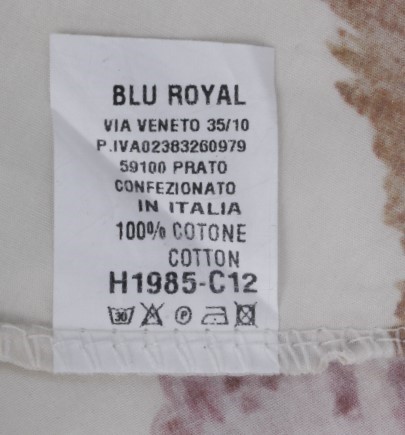 BLU ROYAL
VIA VENETO 35/10
P.IVA02383260979
59100 PRATO
CONFEZIONATO
IN ITALIA
100% COTONE
COTTON
H1985-C12
30 P